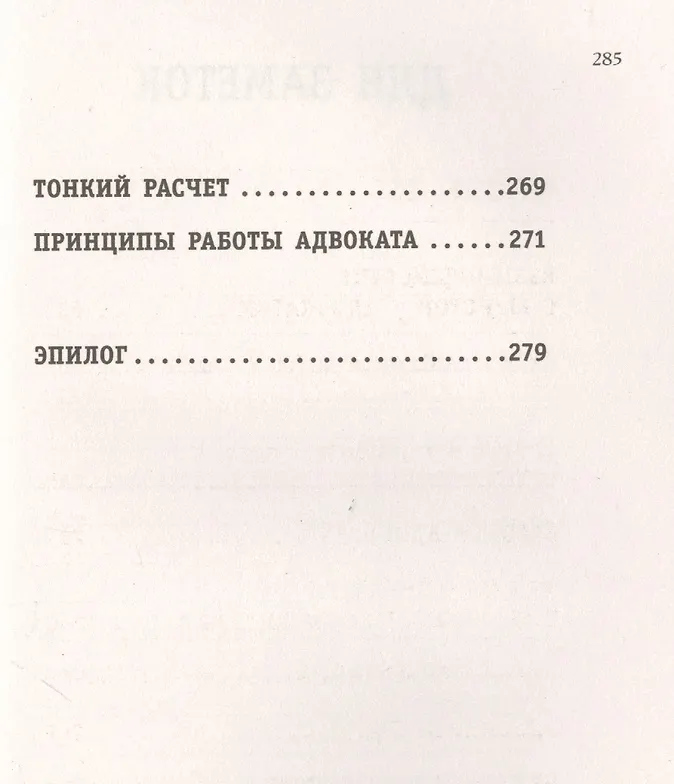 285
ТОНКИЙ РАСЧЕТ ....................269
ПРИНЦИПЫ РАБОТЫ АДВОКАТА ......271
ЭПИЛОГ............................279